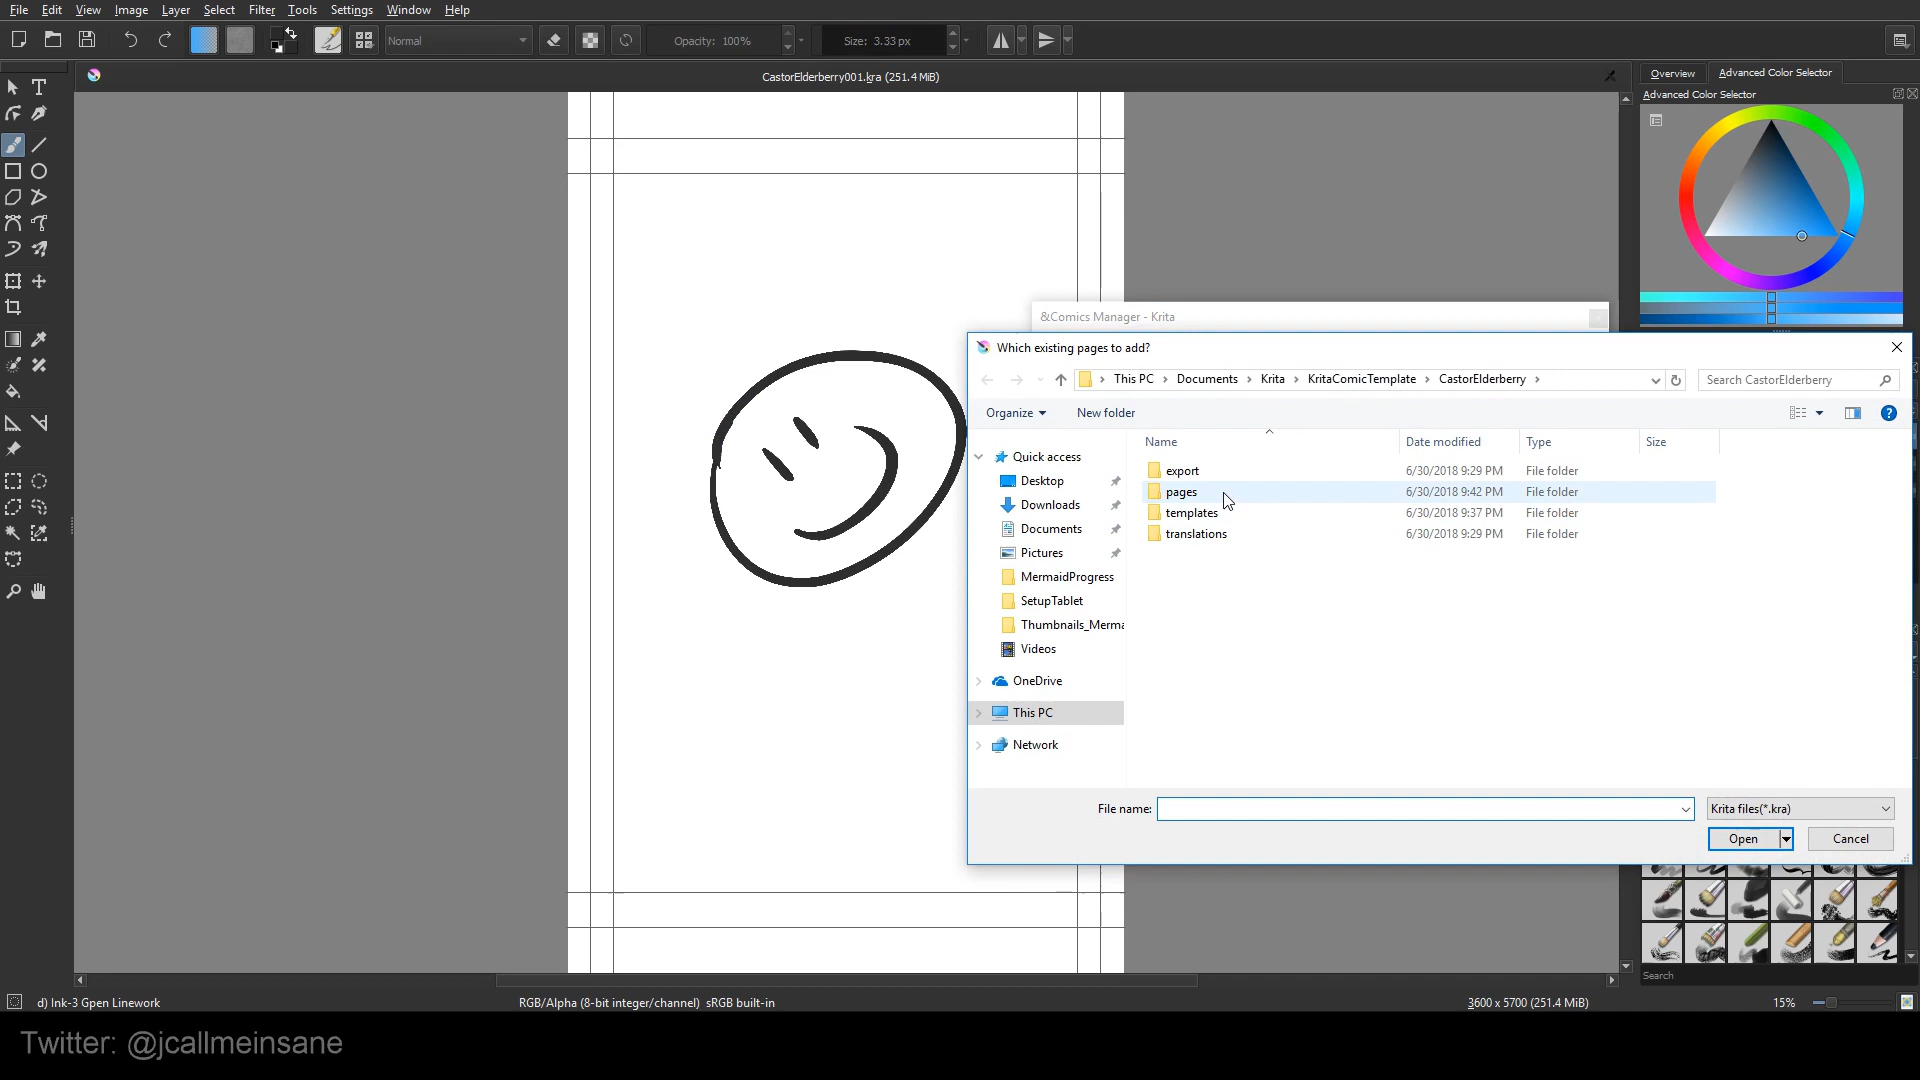 File Edit View Image Layer Select Filter Tools Settings Window Help
Normal
Opacity: 100%
Size: 3.33 px
CastorElderberry001.kra (251.4 MiB)
Overview
Advanced Color Selector
Advanced Color Selector
&Comics Manager - Krita
Which existing pages to add?
This PC > Documents > Krita > KritaComicTemplate > CastorElderberry >
Search CastorElderberry
Organize
New folder
Name Date modified Type Size
Quick access
Desktop
Downloads
Documents
Pictures
MermaidProgress
SetupTablet
Thumbnails_Merma
Videos
OneDrive
This PC
Network
export 6/30/2018 9:29 PM File folder
pages 6/30/2018 9:42 PM File folder
templates 6/30/2018 9:37 PM File folder
translations 6/30/2018 9:29 PM File folder
File name:
Krita files(*.kra)
Open
Cancel
Search
d) Ink-3 Gpen Linework
RGB/Alpha (8-bit integer/channel) sRGB built-in
3600 x 5700 (251.4 MiB)
15%
Twitter: @jcallmeinsane